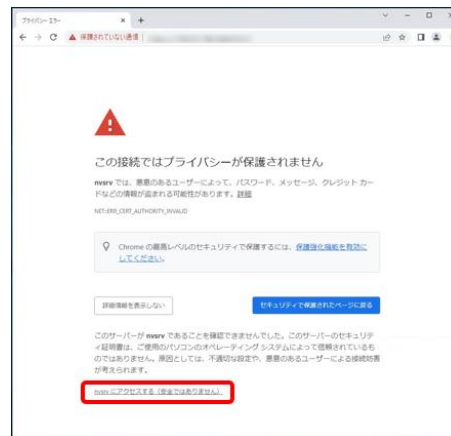 プライバシー エラー
保護されていない通信
この接続ではプライバシーが保護されません
nvsrv では、悪意のあるユーザーによって、パスワード、メッセージ、クレジット カー
ドなどの情報が盗まれる可能性があります。詳細
NET::ERR_CERT_AUTHORITY_INVALID
Chrome の最高レベルのセキュリティで保護するには、保護強化機能を有効に
してください。
詳細情報を表示しない
セキュリティで保護されたページに戻る
このサーバーが nvsrv であることを確認できませんでした。このサーバーのセキュリテ
ィ証明書は、ご使用のパソコンのオペレーティング システムによって信頼されているも
のではありません。原因としては、不適切な設定や、悪意のあるユーザーによる接続妨害
が考えられます。
nvsrv にアクセスする（安全ではありません）